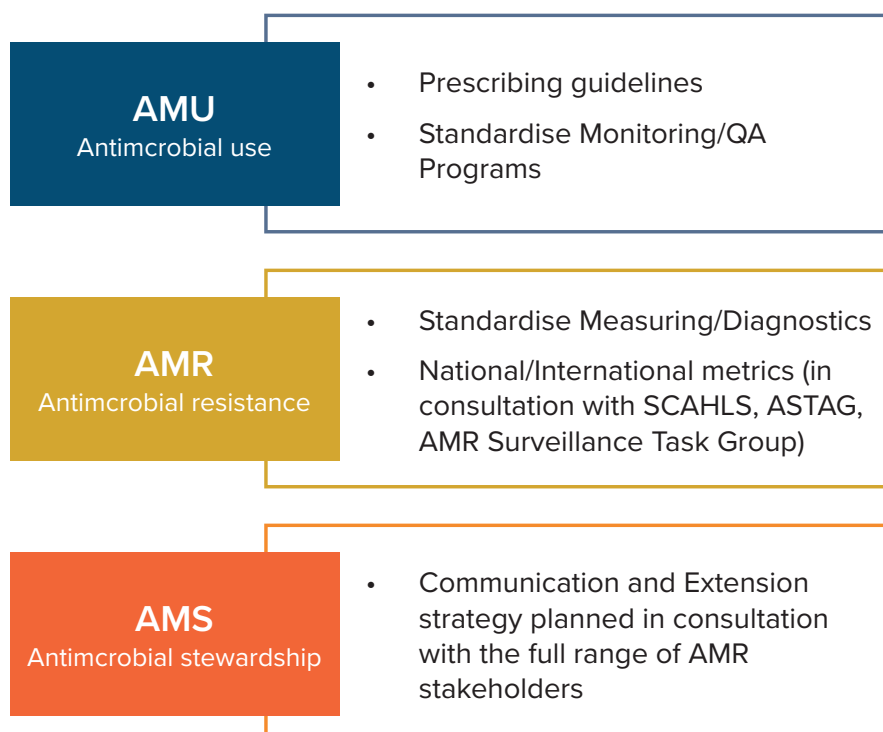 AMU
Antimcrobial use
• Prescribing guidelines
• Standardise Monitoring/QA
Programs
AMR
Antimcrobial resistance
• Standardise Measuring/Diagnostics
• National/International metrics (in
consultation with SCAHLS, ASTAG,
AMR Surveillance Task Group)
AMS
Antimcrobial stewardship
• Communication and Extension
strategy planned in consultation
with the full range of AMR
stakeholders